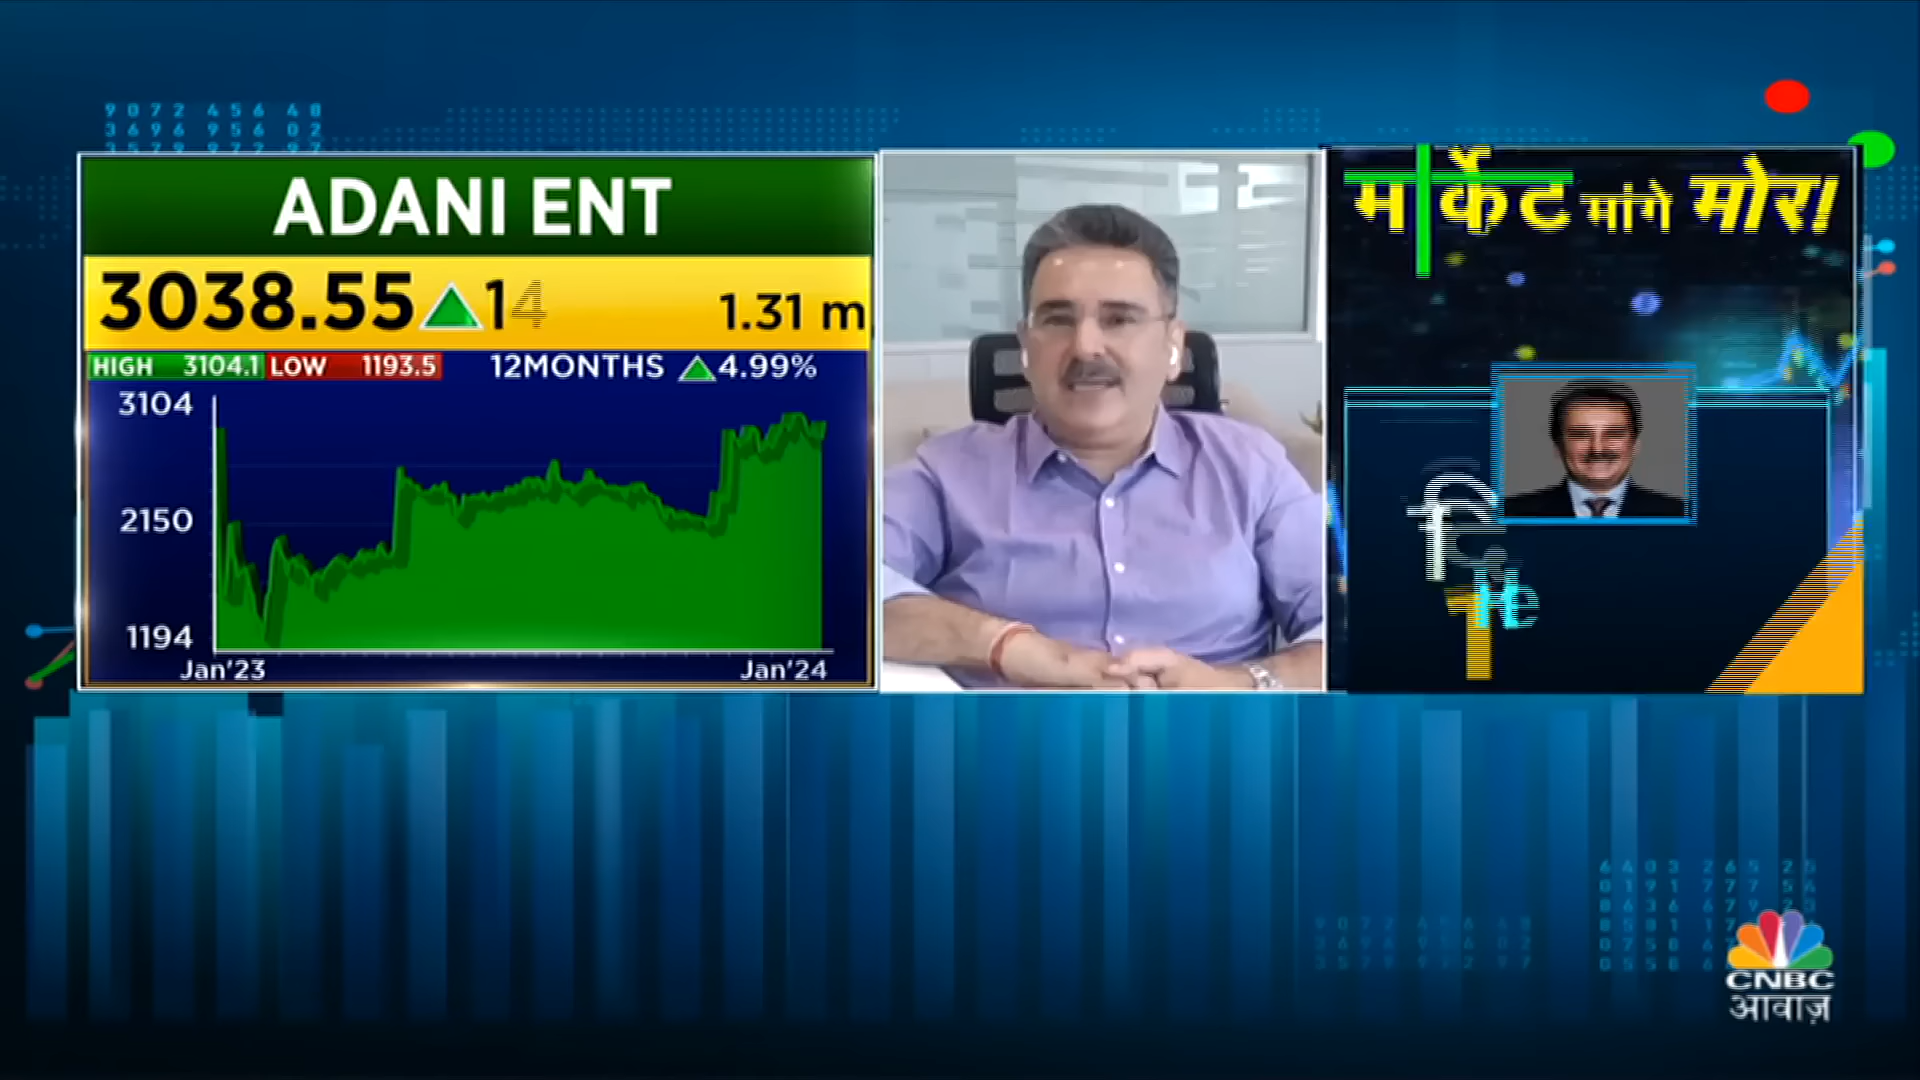 ADANI ENT
3038.55 ▲14 1.31 m
HIGH 3104.1 LOW 1193.5 12MONTHS ▲4.99%
3104
2150
1194
Jan'23 Jan'24
मार्केट मांगे मोर!
CNBC
आवाज़